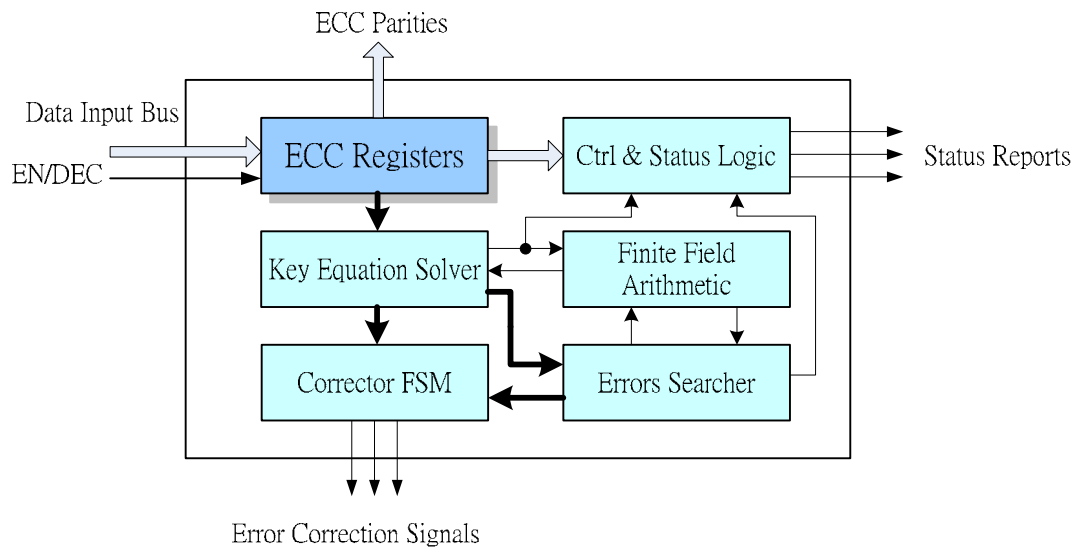 ECC Parities
Data Input Bus
EN/DEC
ECC Registers
Ctrl & Status Logic
Status Reports
Key Equation Solver
Finite Field
Arithmetic
Corrector FSM
Errors Searcher
Error Correction Signals